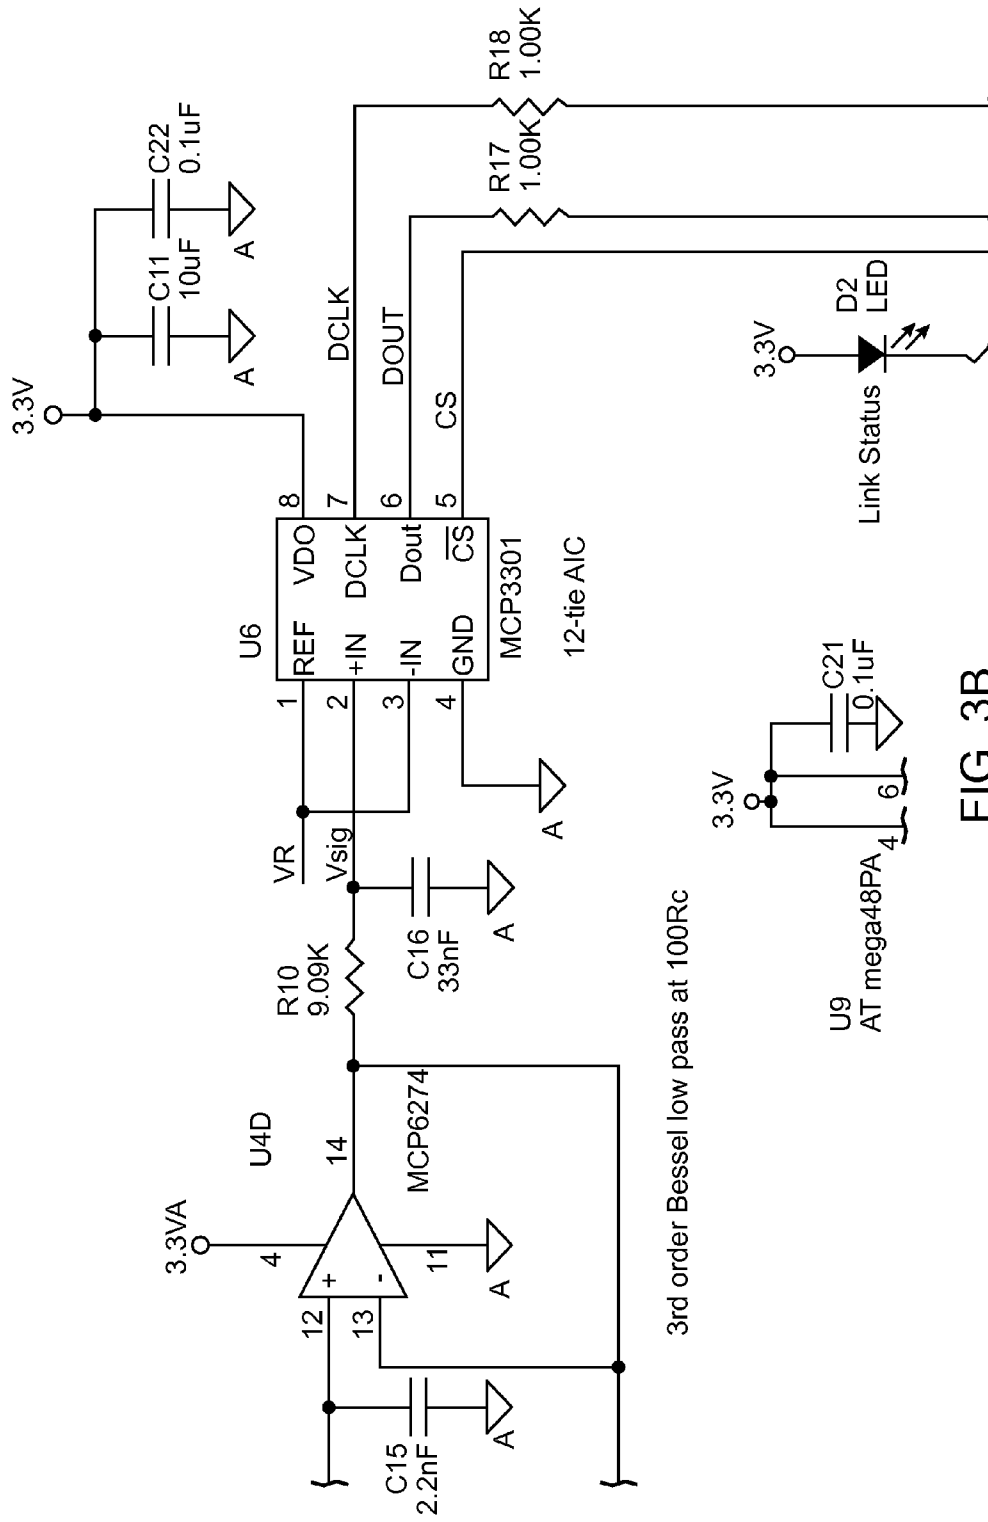 3.3V
C11
10uF
C22
0.1uF
A
A
3.3VA
U4D
4
12
+
13
-
11
14
MCP6274
A
C15
2.2nF
A
R10
9.09K
VR
Vsig
C16
33nF
A
U6
1
REF
VDO
8
2
+IN
DCLK
7
3
-IN
Dout
6
4
GND
CS
5
MCP3301
12-tie AIC
A
DCLK
DOUT
CS
R17
1.00K
R18
1.00K
3rd order Bessel low pass at 100Rc
3.3V
D2
LED
Link Status
3.3V
C21
0.1uF
4
6
U9
AT mega48PA
FIG. 3B